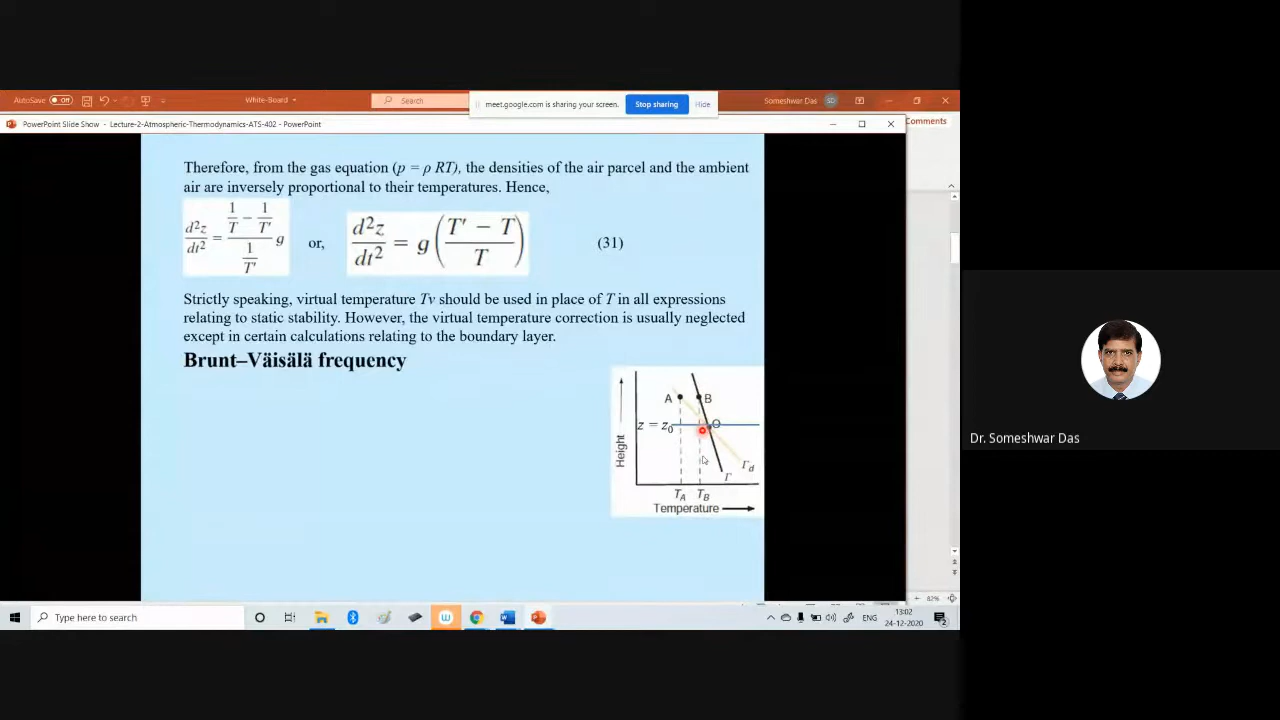 AutoSave Off
White-Board
Search
meet.google.com is sharing your screen.
Stop sharing
Hide
Someshwar Das
SD
PowerPoint Slide Show - Lecture-2-Atmospheric-Thermodynamics-ATS-402 - PowerPoint
Comments
Therefore, from the gas equation (p = ρ RT), the densities of the air parcel and the ambient
air are inversely proportional to their temperatures. Hence,
d²z/dt² = (1/T − 1/T′)/(1/T′) g or, d²z/dt² = g ((T′ − T)/T) (31)
Strictly speaking, virtual temperature Tv should be used in place of T in all expressions
relating to static stability. However, the virtual temperature correction is usually neglected
except in certain calculations relating to the boundary layer.
Brunt–Väisälä frequency
A B
z = z₀ O
Height
Γd
Γ
TA TB
Temperature
Dr. Someshwar Das
82%
Type here to search
W
ENG
13:02
24-12-2020
2